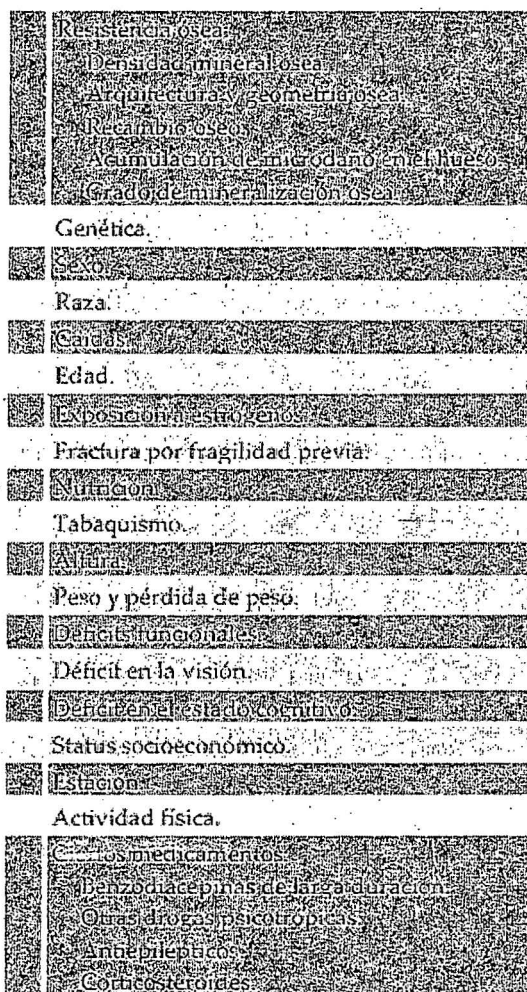 Resistencia ósea:
Densidad mineral ósea.
Arquitectura y geometría ósea.
Recambio óseos.
Acumulación de microdaño en el hueso.
Grado de mineralización ósea.
Genética.
Sexo.
Raza.
Caídas.
Edad.
Exposición a estrógenos.
Fractura por fragilidad previa.
Nutrición.
Tabaquismo.
Altura.
Peso y pérdida de peso.
Déficits funcionales.
Déficit en la visión.
Déficit en el estado cognitivo.
Status socioeconómico.
Estación.
Actividad física.
Ciertos medicamentos:
Benzodiacepinas de larga duración.
Otras drogas psicotrópicas.
Antiepilépticos.
Corticosteroides.